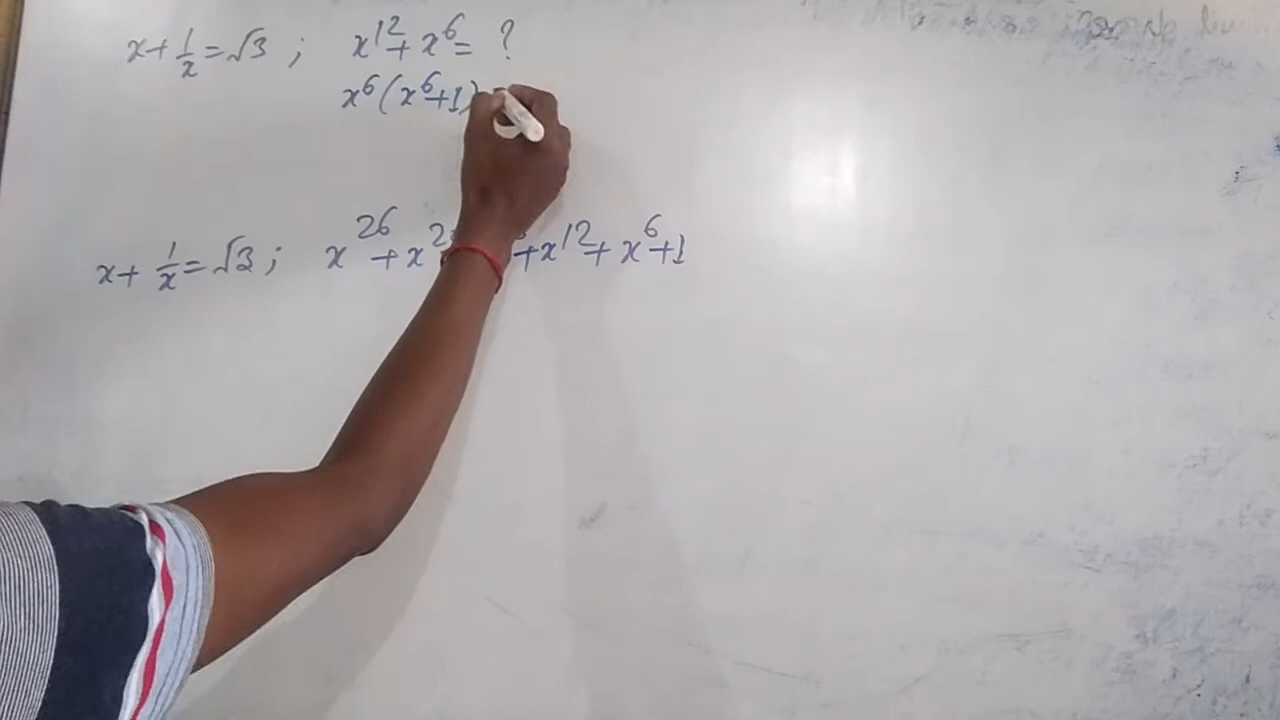 x + 1/x = √3 ; x^12 + x^6 = ?
x^6 (x^6 + 1)
x + 1/x = √3 ; x^26 + x^2 + x^12 + x^6 + 1